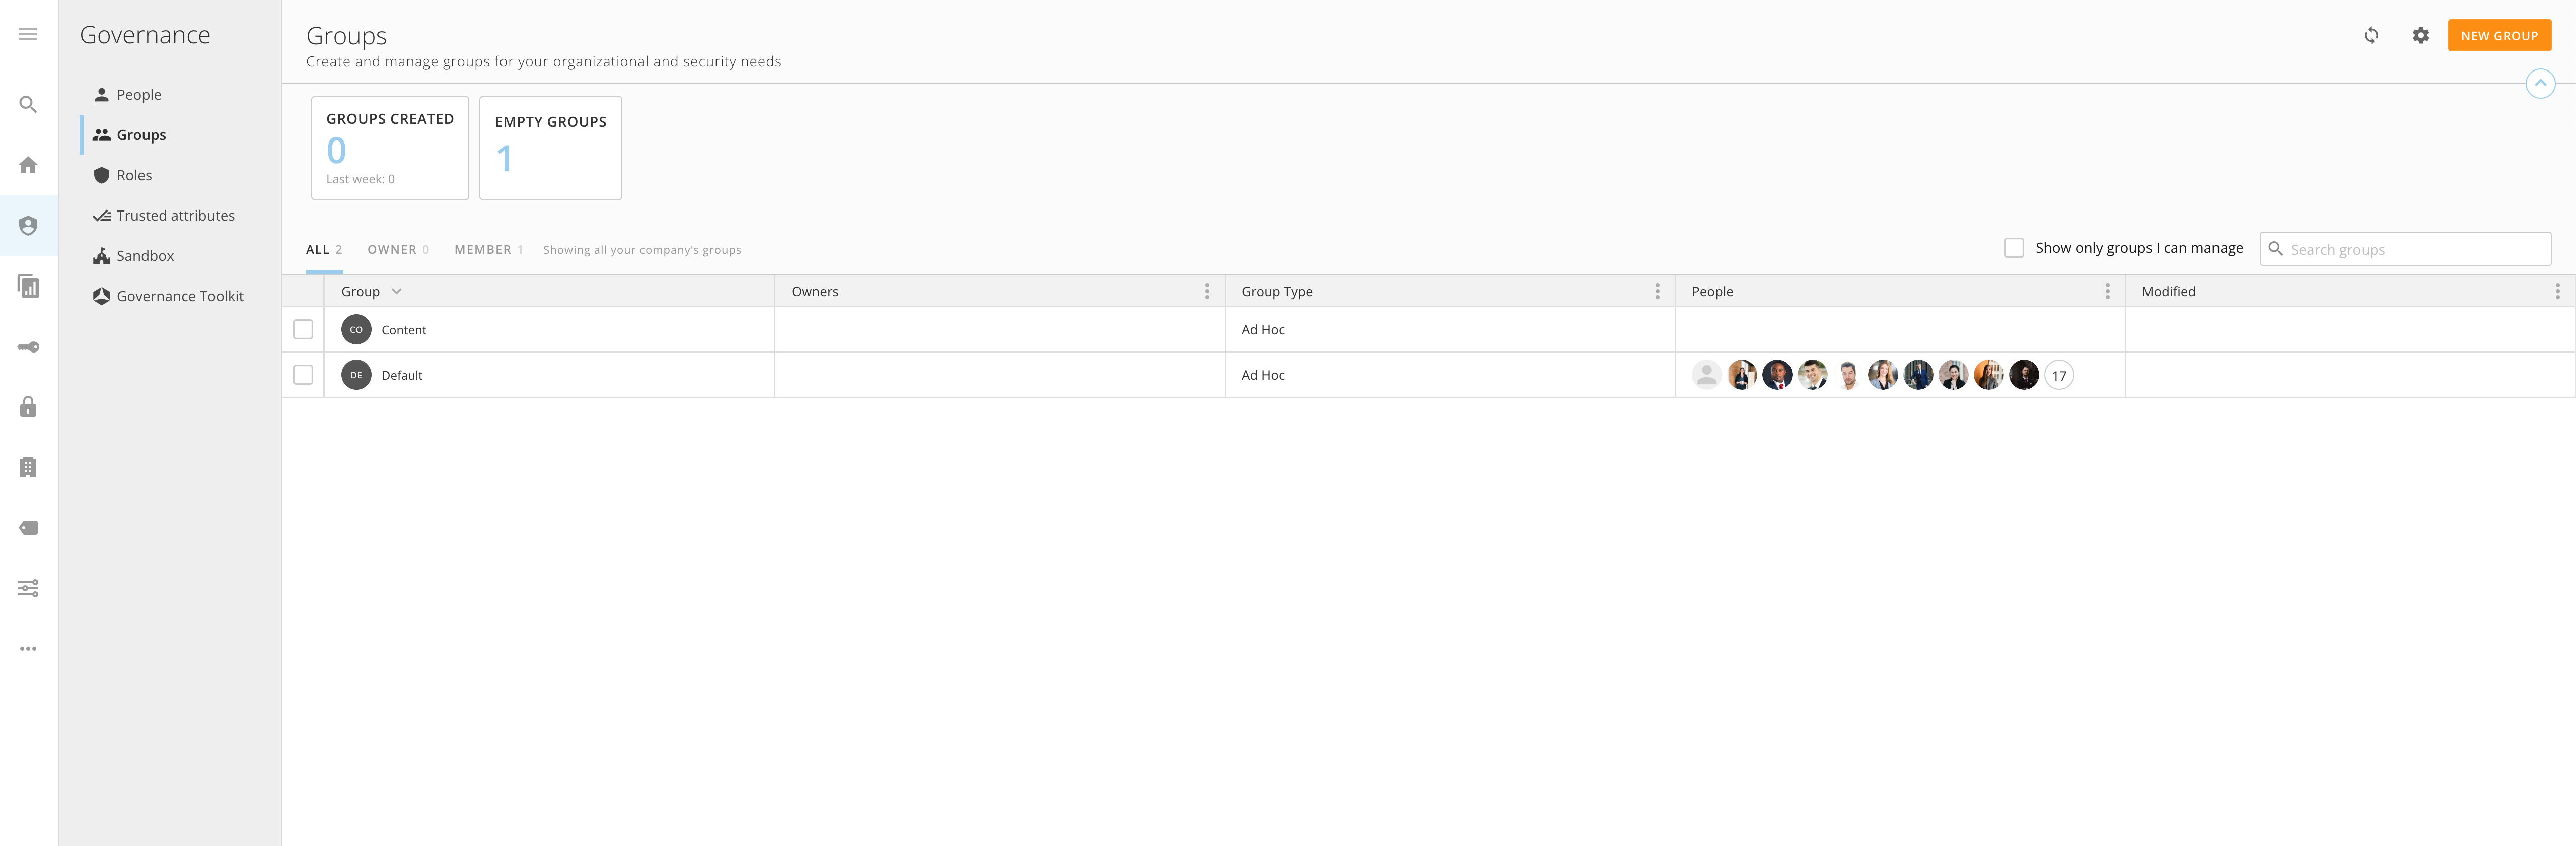 Governance
People
Groups
Roles
Trusted attributes
Sandbox
Governance Toolkit
Groups
Create and manage groups for your organizational and security needs
NEW GROUP
GROUPS CREATED
0
Last week: 0
EMPTY GROUPS
1
ALL 2 OWNER 0 MEMBER 1 Showing all your company's groups
Show only groups I can manage
Search groups
Group Owners Group Type People Modified
CO Content Ad Hoc
DE Default Ad Hoc 17